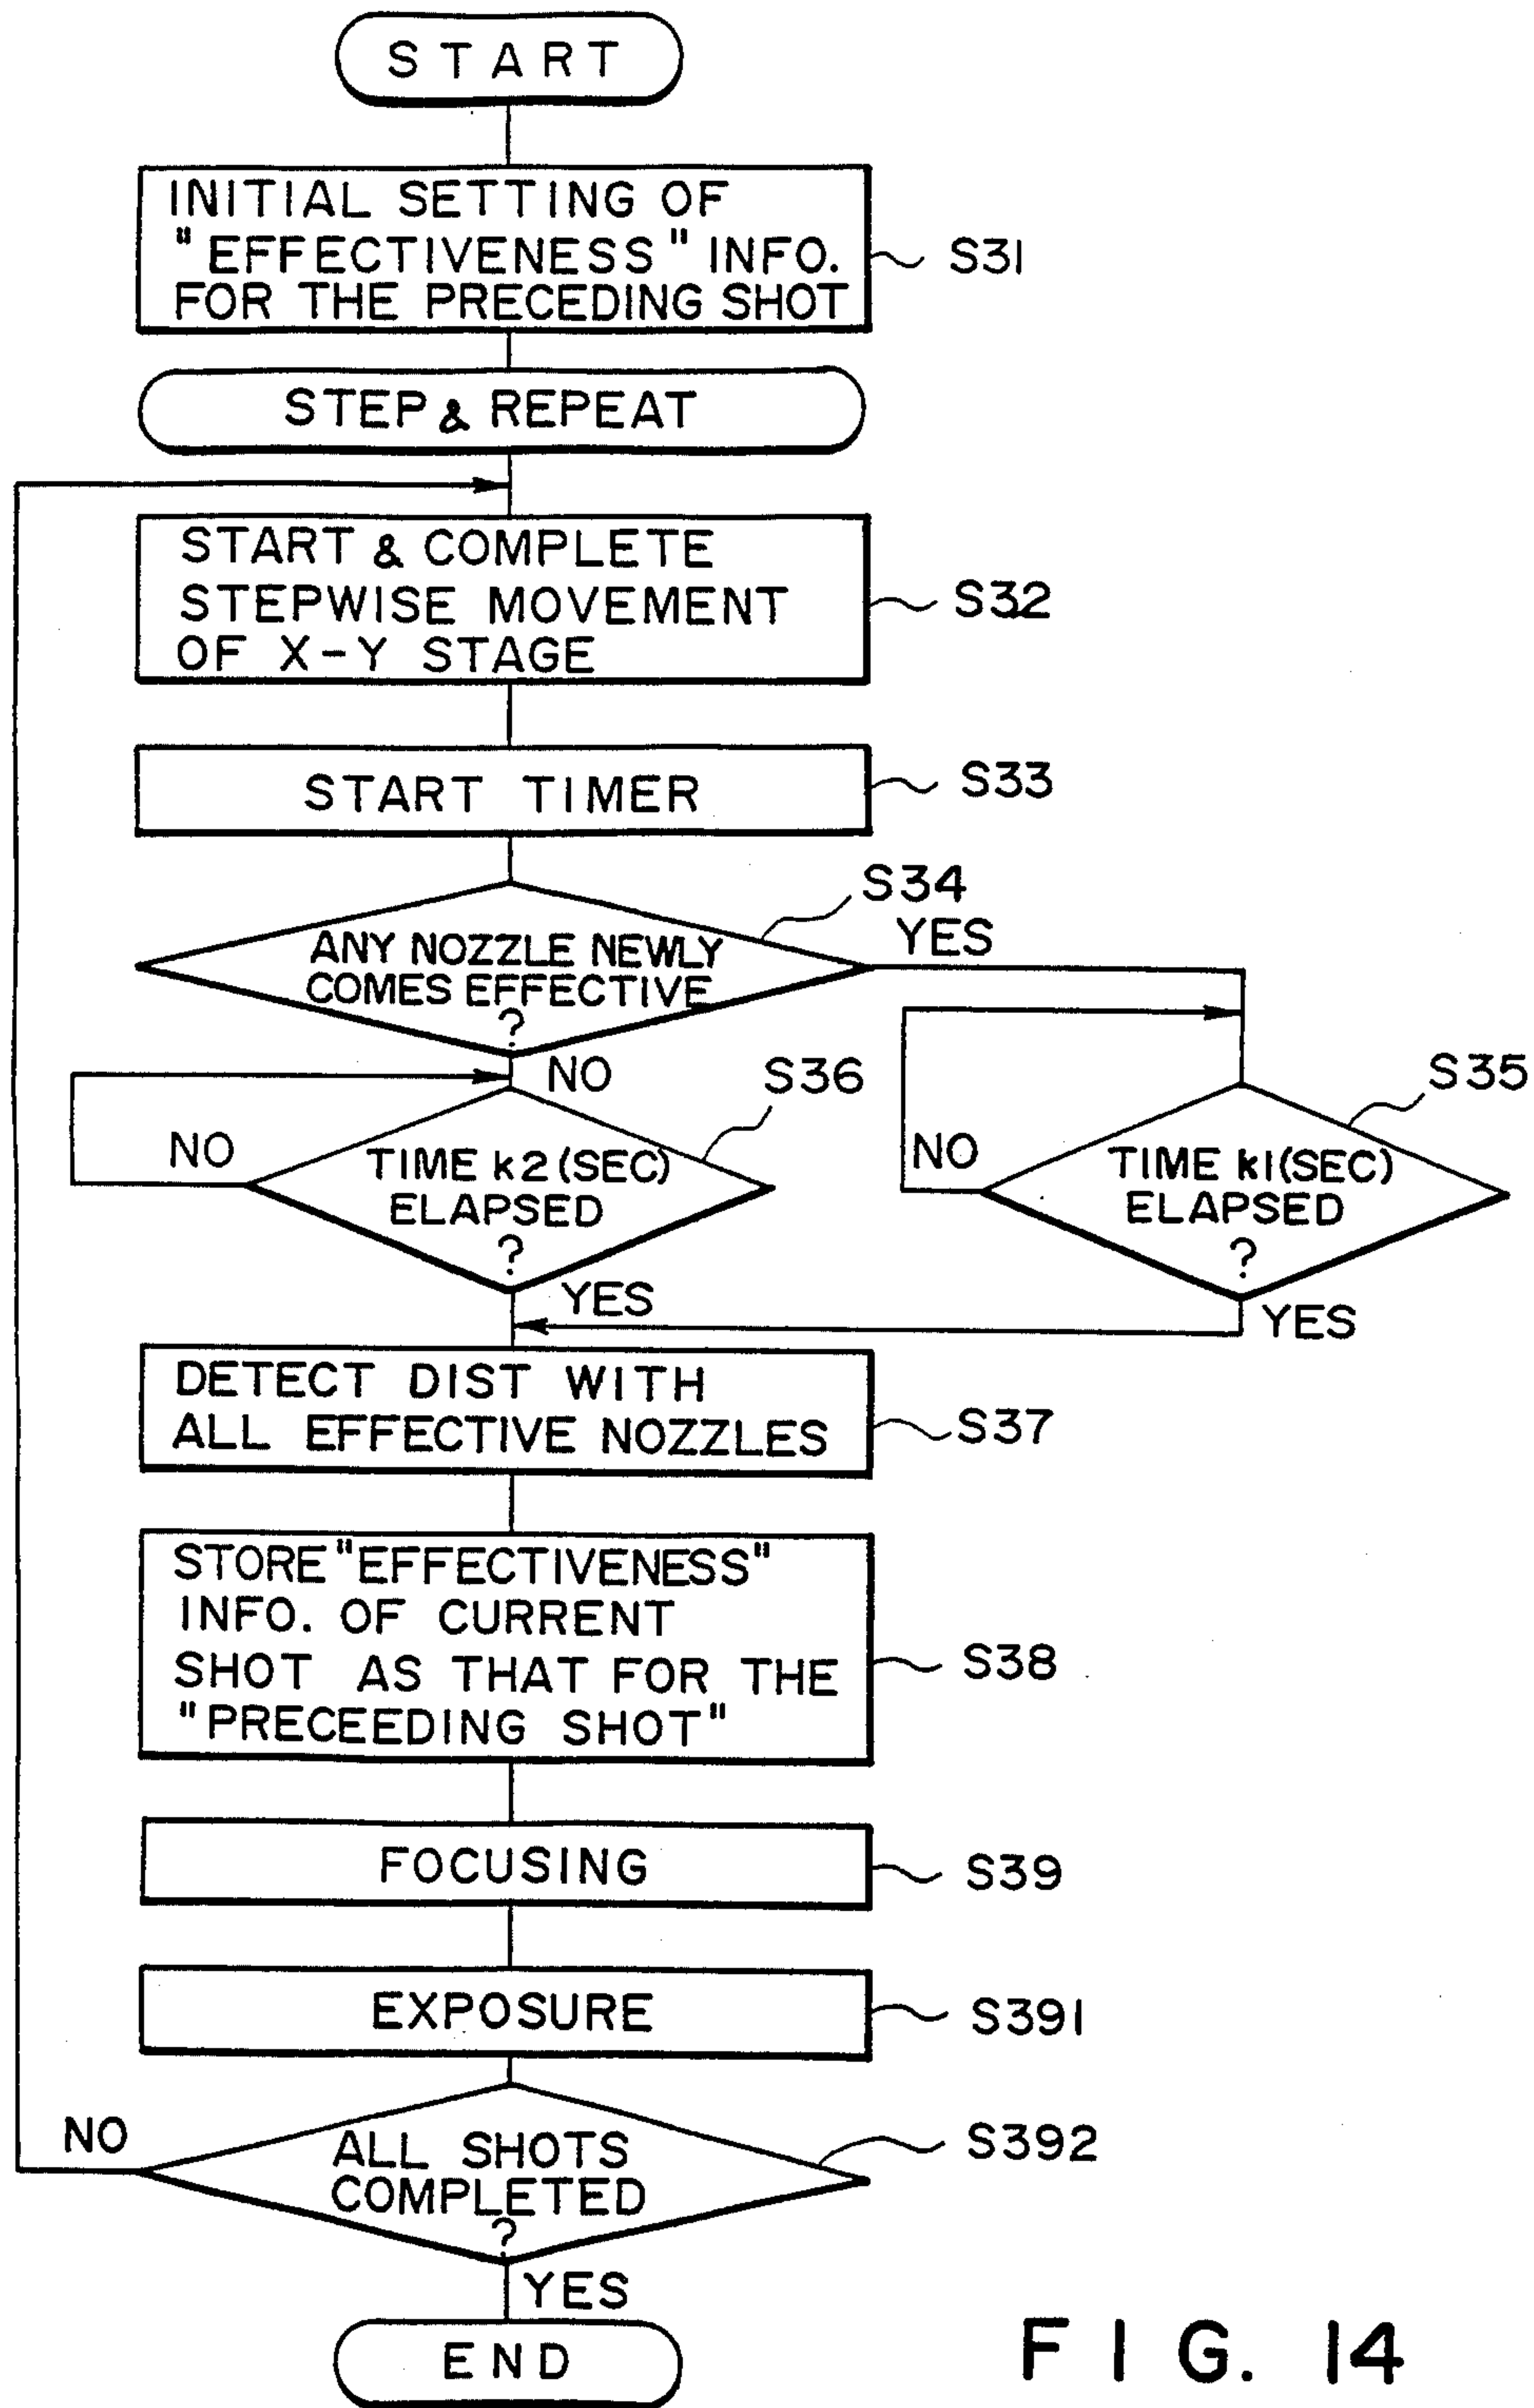 START
INITIAL SETTING OF
"EFFECTIVENESS" INFO.
FOR THE PRECEDING SHOT
S31
STEP & REPEAT
START & COMPLETE
STEPWISE MOVEMENT
OF X-Y STAGE
S32
START TIMER
S33
S34
ANY NOZZLE NEWLY
COMES EFFECTIVE
?
YES
NO
S36
NO
TIME k2 (SEC)
ELAPSED
?
YES
S35
NO
TIME k1 (SEC)
ELAPSED
?
YES
DETECT DIST WITH
ALL EFFECTIVE NOZZLES
S37
STORE "EFFECTIVENESS"
INFO. OF CURRENT
SHOT AS THAT FOR THE
"PRECEEDING SHOT"
S38
FOCUSING
S39
EXPOSURE
S391
NO
ALL SHOTS
COMPLETED
?
S392
YES
END
FIG. 14